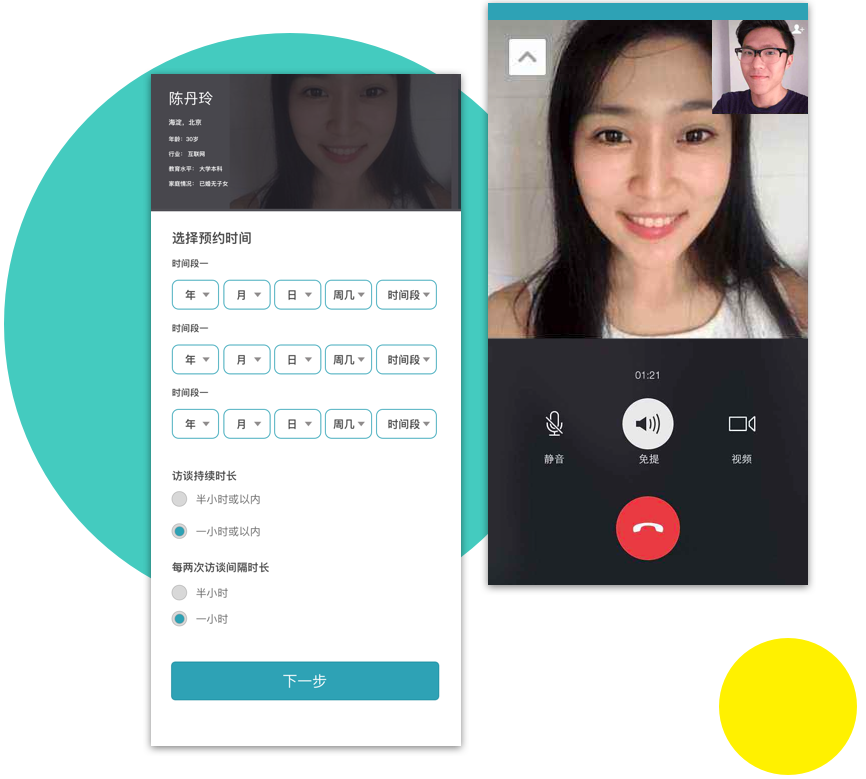 陈丹玲
海淀，北京
年龄：30岁
行业： 互联网
教育水平： 大学本科
家庭情况： 已婚无子女
选择预约时间
时间段一
年 月 日 周几 时间段
时间段一
年 月 日 周几 时间段
时间段一
年 月 日 周几 时间段
访谈持续时长
半小时或以内
一小时或以内
每两次访谈间隔时长
半小时
一小时
下一步
01:21
静音 免提 视频